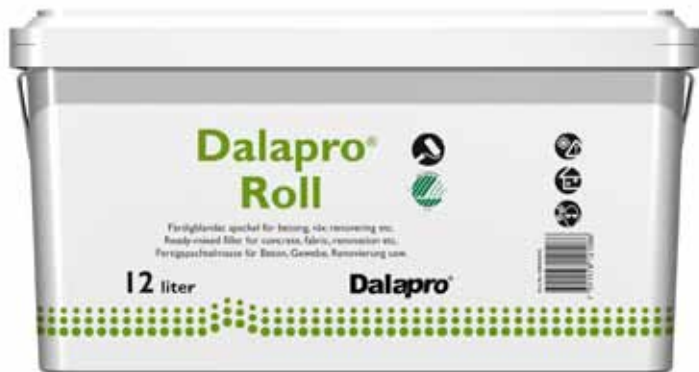 Dalapro®
Roll
Färdigblandat spackel för betong, väv, renovering etc.
Ready-mixed filler for concrete, fabric, renovation etc.
Fertigspachtelmasse für Beton, Gewebe, Renovierung usw.
12 liter
Dalapro®